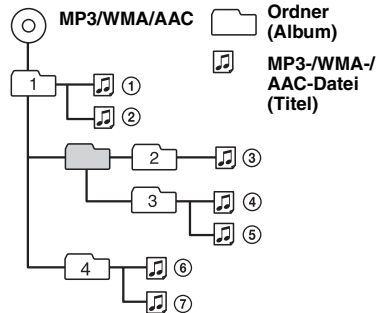 MP3/WMA/AAC
Ordner
(Album)
MP3-/WMA-/
AAC-Datei
(Titel)
1
①
②
2
③
3
④
⑤
4
⑥
⑦